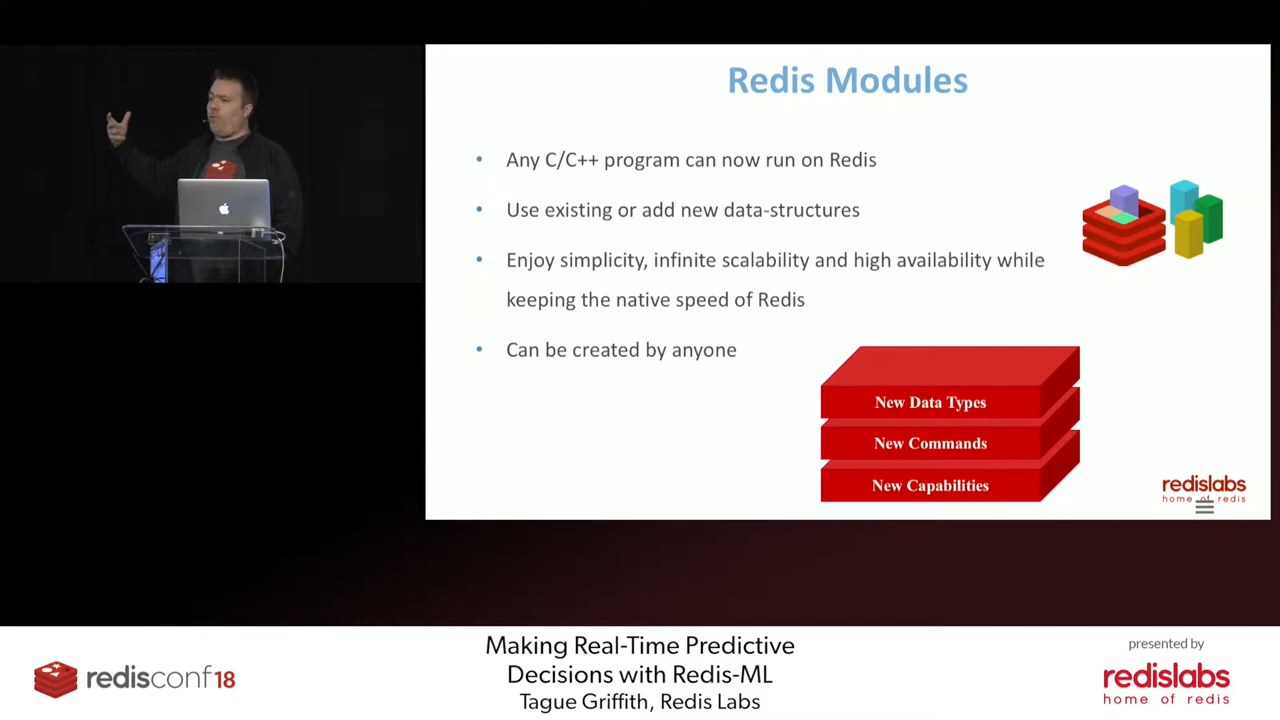 Redis Modules
• Any C/C++ program can now run on Redis
• Use existing or add new data-structures
• Enjoy simplicity, infinite scalability and high availability while
keeping the native speed of Redis
• Can be created by anyone
New Data Types
New Commands
New Capabilities
redislabs
home of redis
redisconf18
Making Real-Time Predictive
Decisions with Redis-ML
Tague Griffith, Redis Labs
presented by
redislabs
home of redis